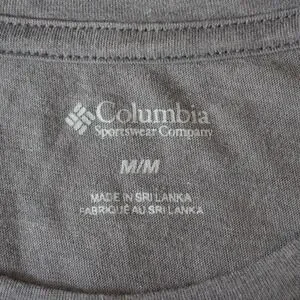 Columbia
Sportswear Company
M/M
MADE IN SRI LANKA
FABRIQUÉ AU SRI LANKA